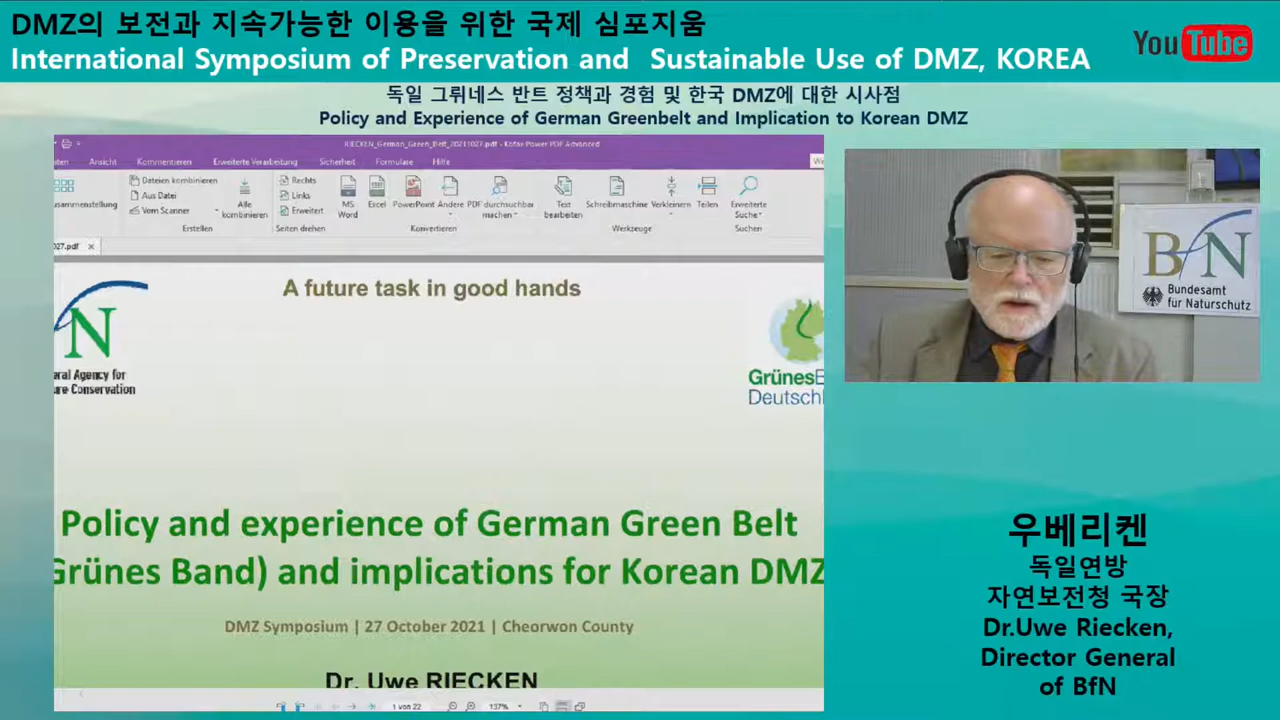 DMZ의 보전과 지속가능한 이용을 위한 국제 심포지움
International Symposium of Preservation and Sustainable Use of DMZ, KOREA
YouTube
독일 그뤼네스 반트 정책과 경험 및 한국 DMZ에 대한 시사점
Policy and Experience of German Greenbelt and Implication to Korean DMZ
RIECKEN_German_Green_Belt_20211027.pdf - Kofax Power PDF Advanced
Ansicht Kommentieren Erweiterte Verarbeitung Sicherheit Formulare Hilfe
Dateien kombinieren
Aus Datei
Vom Scanner
Alle kombinieren
Erstellen
Rechts
Links
Erweitert
Seiten drehen
MS Word
Excel
PowerPoint
Andere
PDF durchsuchbar machen
Konvertieren
Text bearbeiten
Schreibmaschine
Verkleinern
Teilen
Werkzeuge
Erweiterte Suche
Suchen
027.pdf
A future task in good hands
N
eral Agency for
ure Conservation
GrünesB
Deutschl
Policy and experience of German Green Belt
Grünes Band) and implications for Korean DMZ
DMZ Symposium | 27 October 2021 | Cheorwon County
Dr. Uwe RIECKEN
1 von 22
137%
BfN
Bundesamt
für Naturschutz
우베리켄
독일연방
자연보전청 국장
Dr.Uwe Riecken,
Director General
of BfN